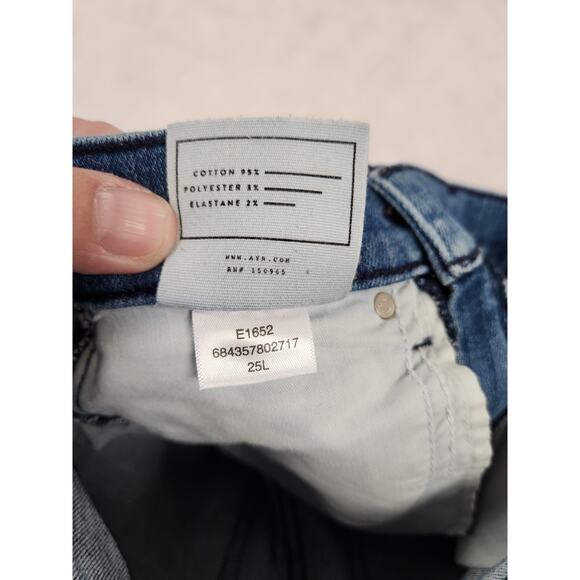 COTTON 95%
POLYESTER 3%
ELASTANE 2%
WWW.AYR.COM
RN# 150965
E1652
684357802717
25L